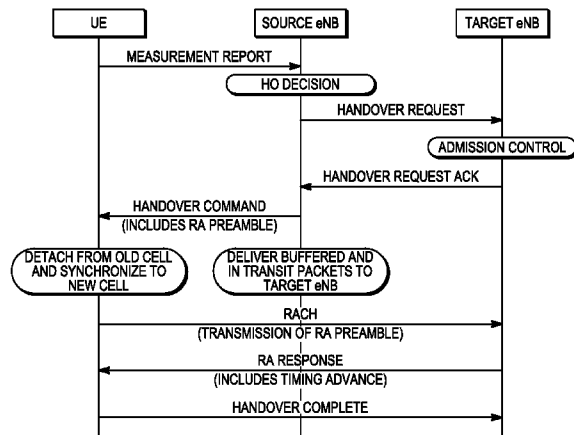 UE
SOURCE eNB
TARGET eNB
MEASUREMENT REPORT
HO DECISION
HANDOVER REQUEST
ADMISSION CONTROL
HANDOVER REQUEST ACK
HANDOVER COMMAND
(INCLUDES RA PREAMBLE)
DETACH FROM OLD CELL
AND SYNCHRONIZE TO
NEW CELL
DELIVER BUFFERED AND
IN TRANSIT PACKETS TO
TARGET eNB
RACH
(TRANSMISSION OF RA PREAMBLE)
RA RESPONSE
(INCLUDES TIMING ADVANCE)
HANDOVER COMPLETE